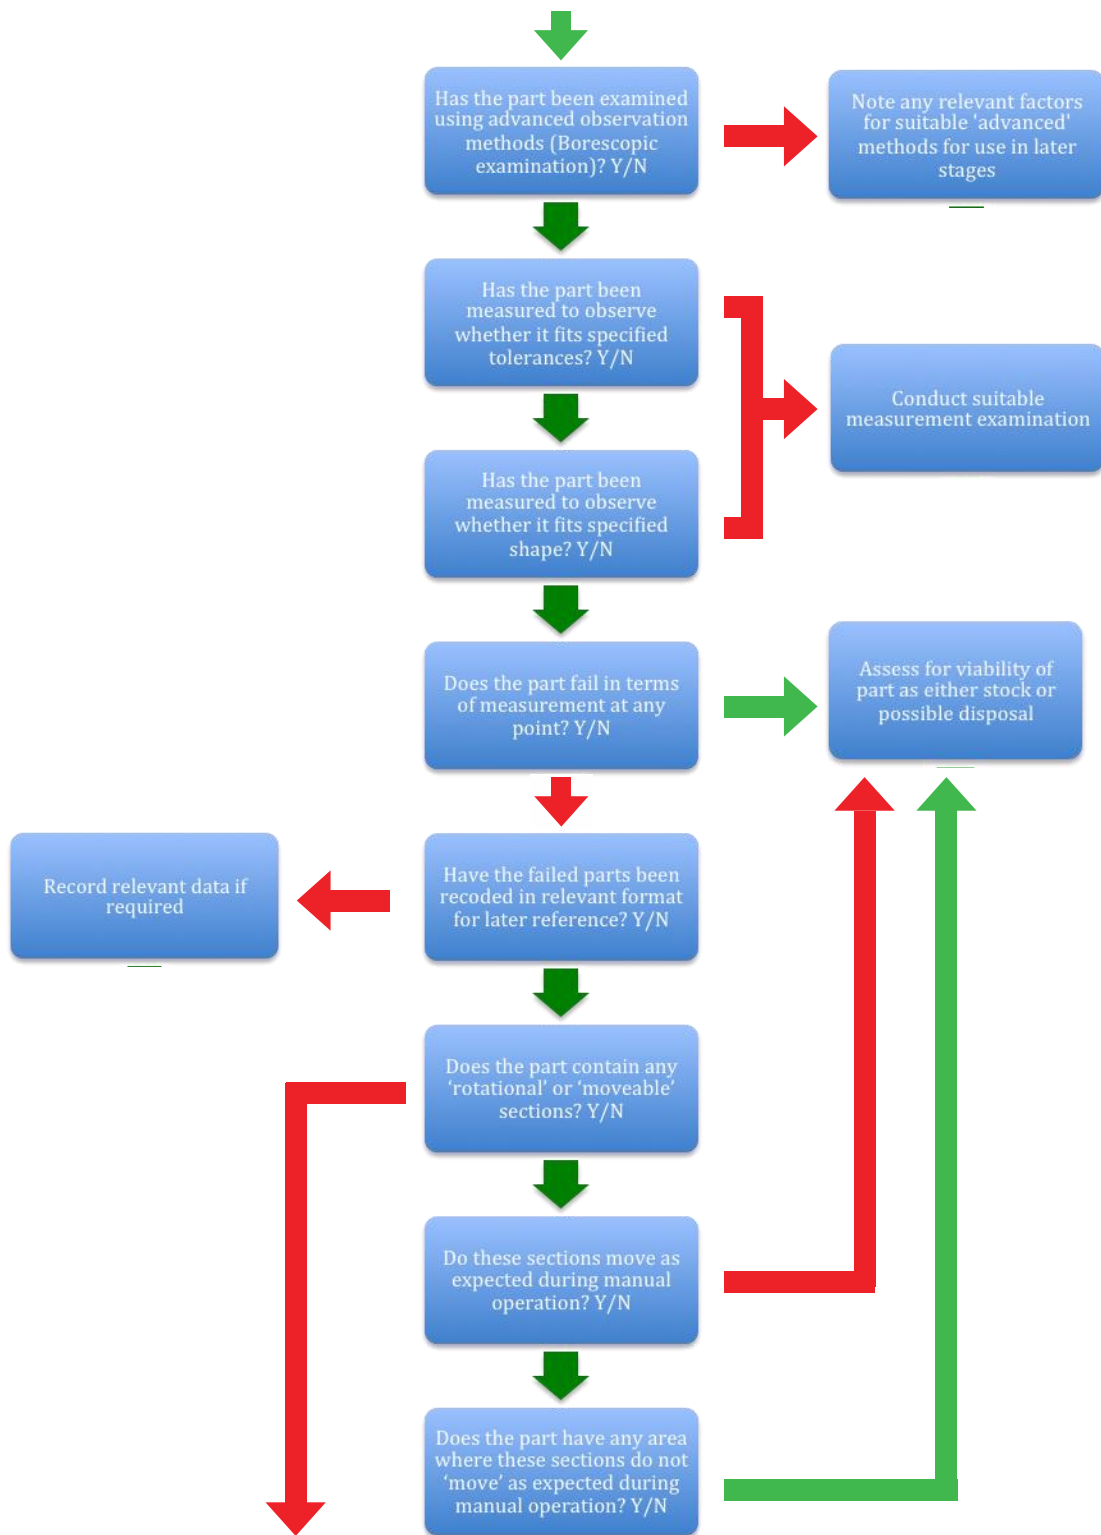 Has the part been examined
using advanced observation
methods (Borescopic
examination)? Y/N
Note any relevant factors
for suitable 'advanced'
methods for use in later
stages
Has the part been
measured to observe
whether it fits specified
tolerances? Y/N
Conduct suitable
measurement examination
Has the part been
measured to observe
whether it fits specified
shape? Y/N
Does the part fail in terms
of measurement at any
point? Y/N
Assess for viability of
part as either stock or
possible disposal
Have the failed parts been
recoded in relevant format
for later reference? Y/N
Record relevant data if
required
Does the part contain any
‘rotational’ or ‘moveable’
sections? Y/N
Do these sections move as
expected during manual
operation? Y/N
Does the part have any area
where these sections do not
‘move’ as expected during
manual operation? Y/N